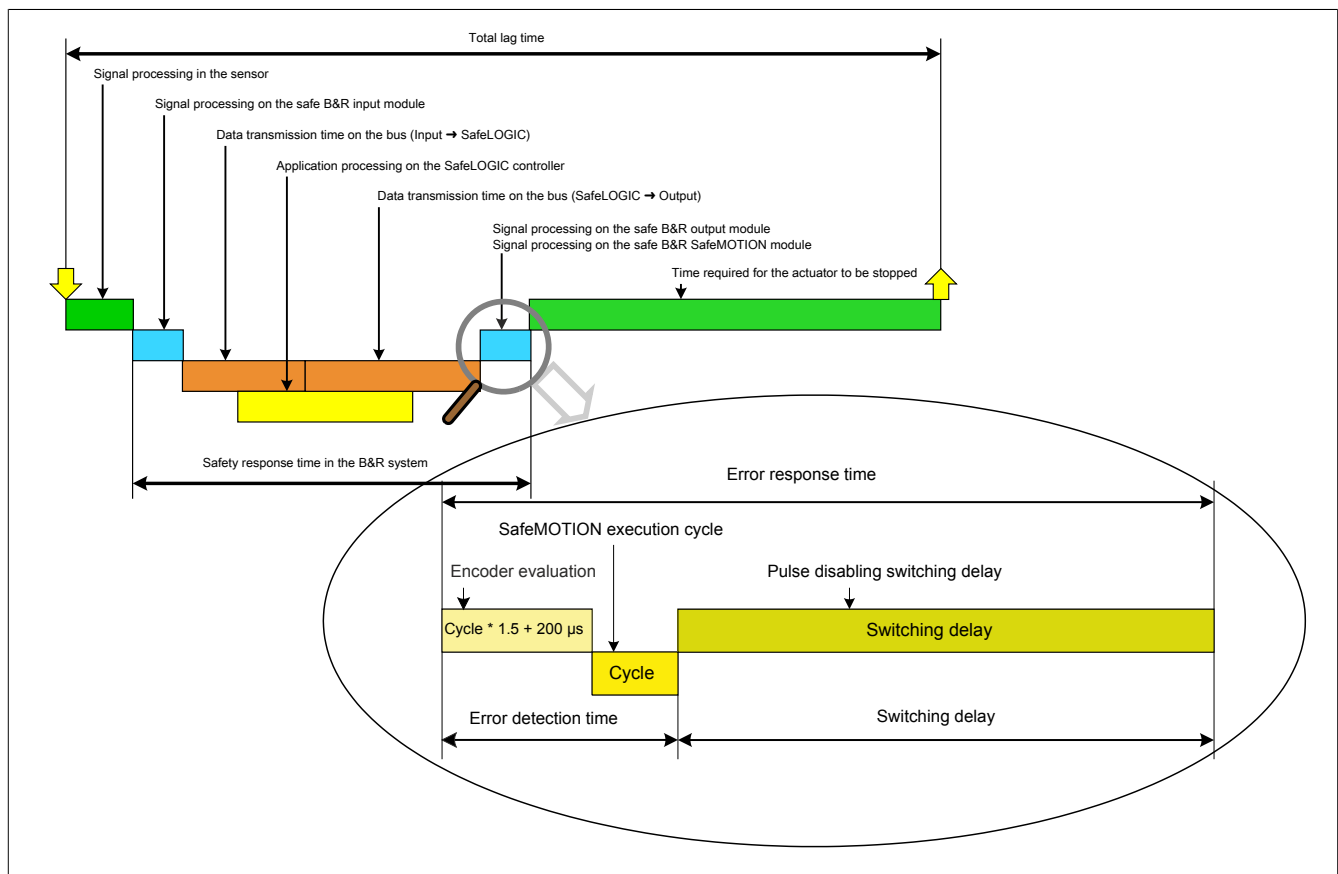 Total lag time
Signal processing in the sensor
Signal processing on the safe B&R input module
Data transmission time on the bus (Input ➔ SafeLOGIC)
Application processing on the SafeLOGIC controller
Data transmission time on the bus (SafeLOGIC ➔ Output)
Signal processing on the safe B&R output module
Signal processing on the safe B&R SafeMOTION module
Time required for the actuator to be stopped
Safety response time in the B&R system
Error response time
SafeMOTION execution cycle
Encoder evaluation
Pulse disabling switching delay
Cycle * 1.5 + 200 µs
Switching delay
Cycle
Error detection time
Switching delay